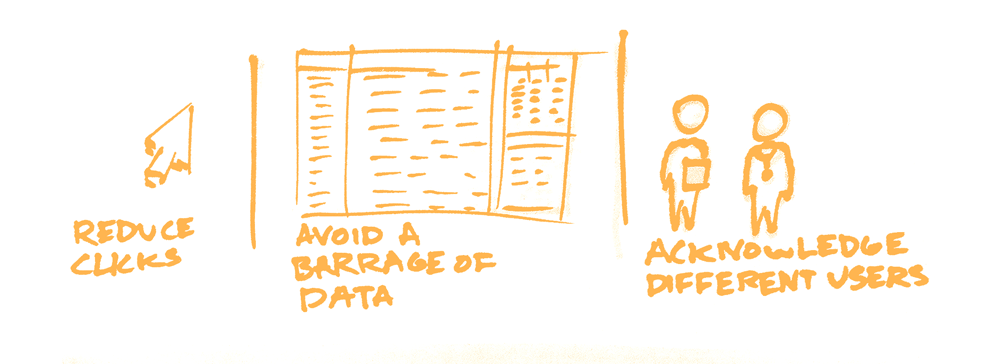 REDUCE
CLICKS
AVOID A
BARRAGE OF
DATA
ACKNOWLEDGE
DIFFERENT USERS